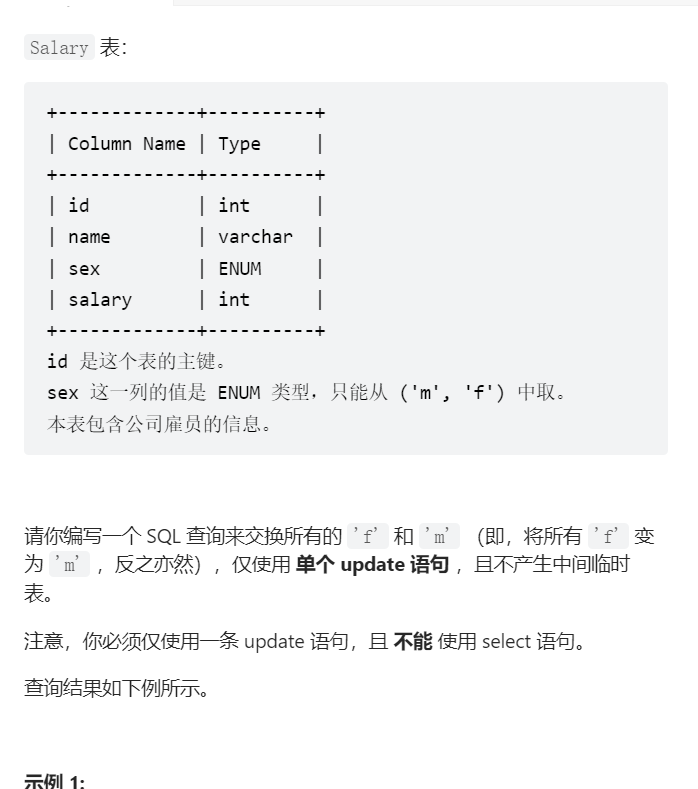 Salary 表：
+-------------+----------+
| Column Name | Type     |
+-------------+----------+
| id          | int      |
| name        | varchar  |
| sex         | ENUM     |
| salary      | int      |
+-------------+----------+
id 是这个表的主键。
sex 这一列的值是 ENUM 类型，只能从 ('m', 'f') 中取。
本表包含公司雇员的信息。
请你编写一个 SQL 查询来交换所有的 'f' 和 'm' （即，将所有 'f' 变
为 'm' ，反之亦然），仅使用 单个 update 语句 ，且不产生中间临时
表。
注意，你必须仅使用一条 update 语句，且 不能 使用 select 语句。
查询结果如下例所示。
示例 1: